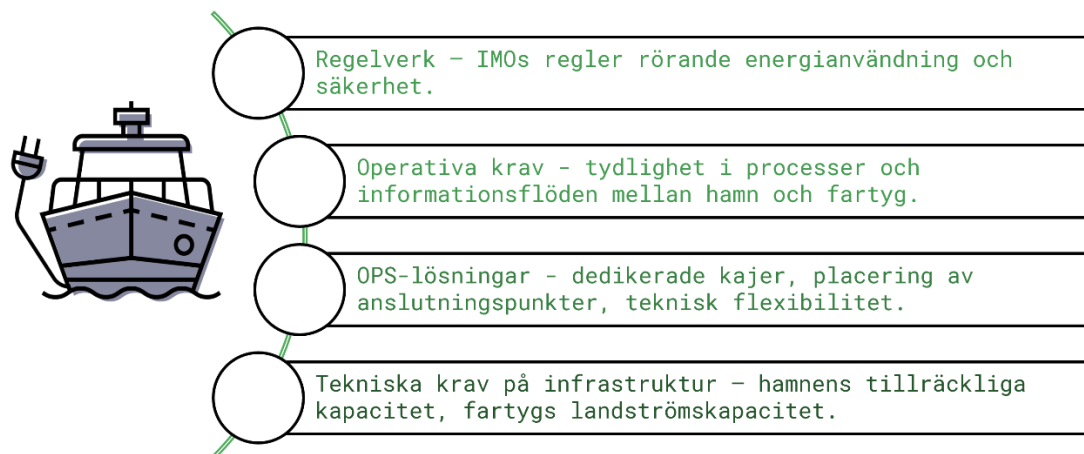 Regelverk – IMOs regler rörande energianvändning och
säkerhet.
Operativa krav - tydlighet i processer och
informationsflöden mellan hamn och fartyg.
OPS-lösningar - dedikerade kajer, placering av
anslutningspunkter, teknisk flexibilitet.
Tekniska krav på infrastruktur – hamnens tillräckliga
kapacitet, fartygs landströmskapacitet.